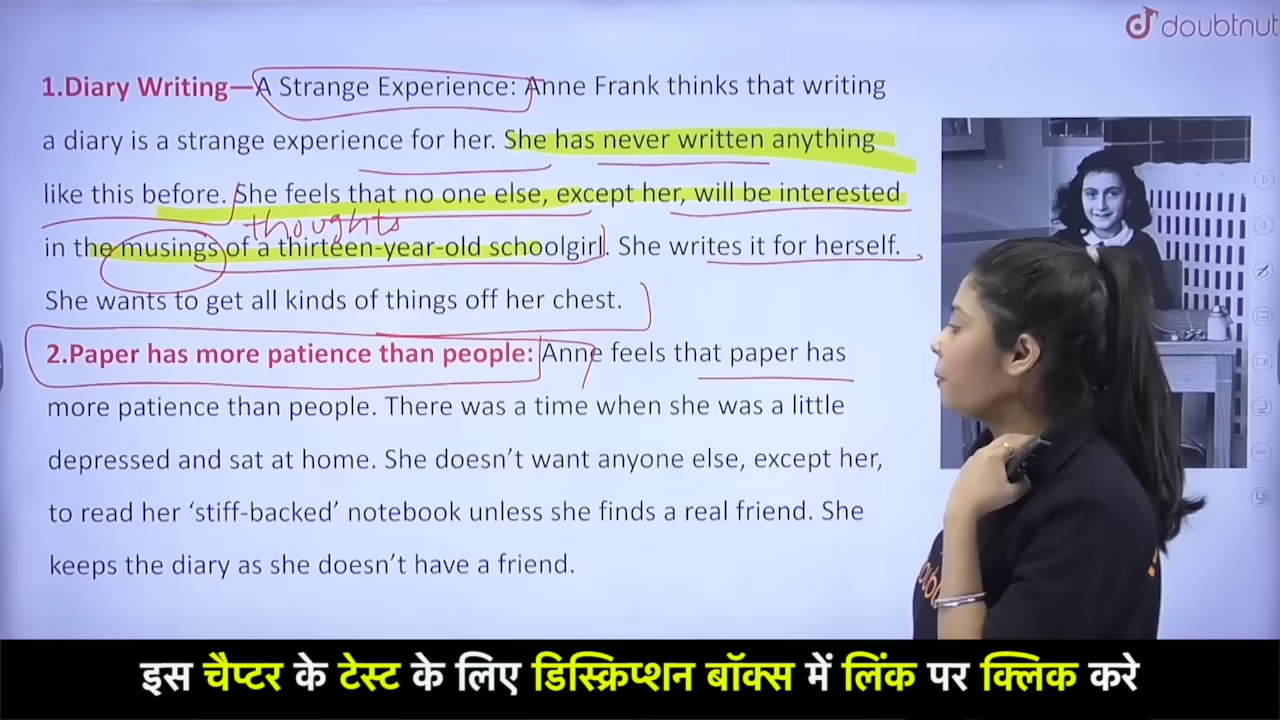 doubtnut
1.Diary Writing—A Strange Experience: Anne Frank thinks that writing
a diary is a strange experience for her. She has never written anything
like this before. She feels that no one else, except her, will be interested
thoughts
in the musings of a thirteen-year-old schoolgirl. She writes it for herself.
She wants to get all kinds of things off her chest.
2.Paper has more patience than people: Anne feels that paper has
more patience than people. There was a time when she was a little
depressed and sat at home. She doesn’t want anyone else, except her,
to read her ‘stiff-backed’ notebook unless she finds a real friend. She
keeps the diary as she doesn’t have a friend.
इस चैप्टर के टेस्ट के लिए डिस्क्रिप्शन बॉक्स में लिंक पर क्लिक करे